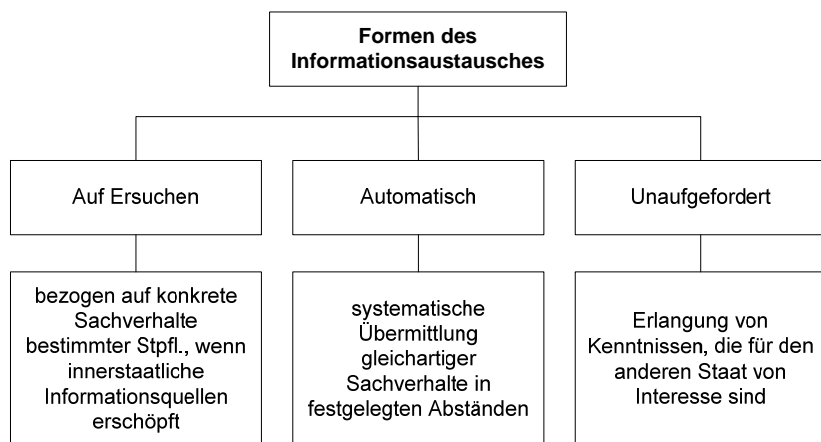 Formen des
Informationsaustausches
Auf Ersuchen
Automatisch
Unaufgefordert
bezogen auf konkrete
Sachverhalte
bestimmter Stpfl., wenn
innerstaatliche
Informationsquellen
erschöpft
systematische
Übermittlung
gleichartiger
Sachverhalte in
festgelegten Abständen
Erlangung von
Kenntnissen, die für den
anderen Staat von
Interesse sind